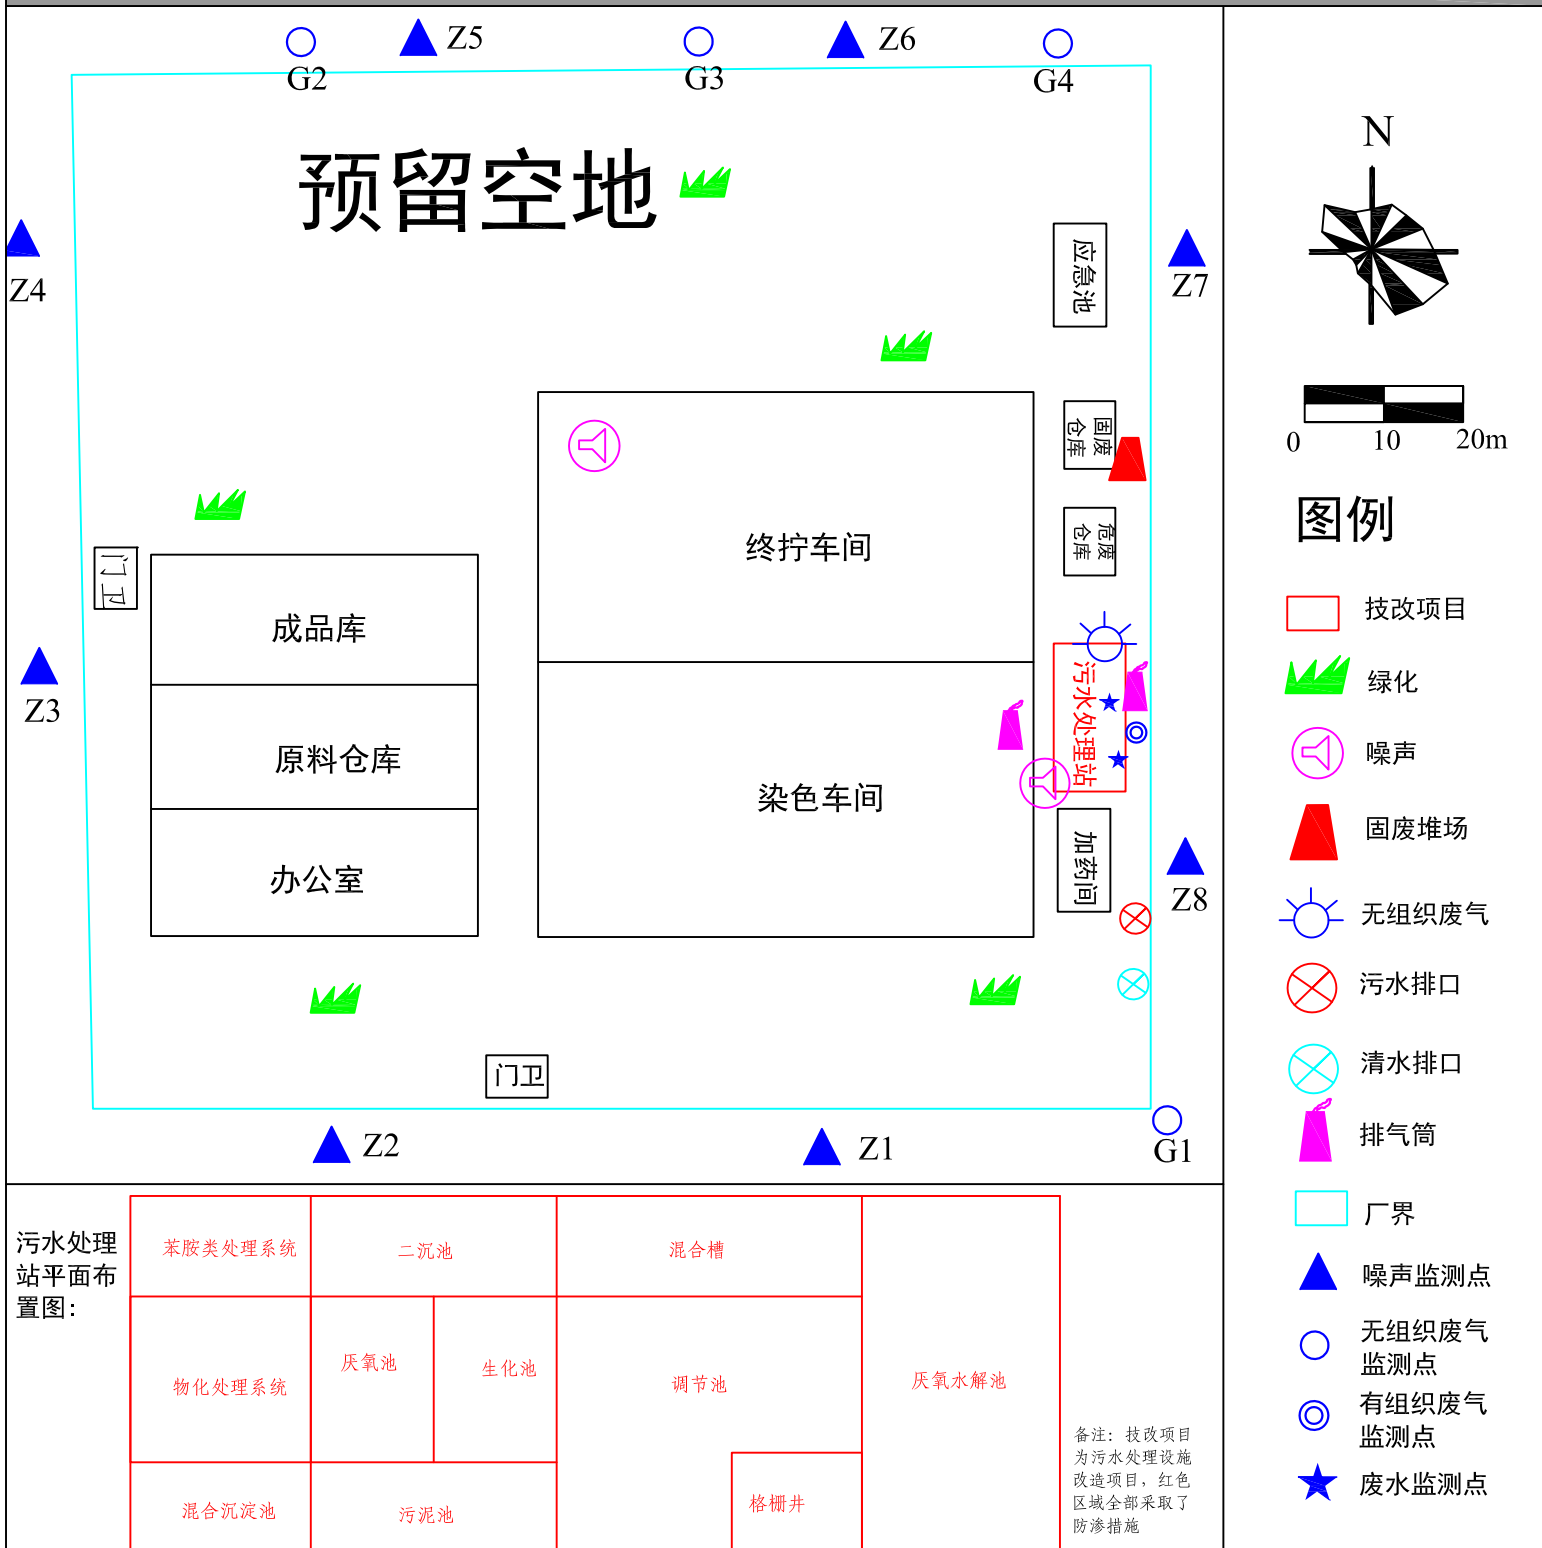 Z5
Z6
G2
G3
G4
预留空地
Z4
应急池
Z7
固废
仓库
终拧车间
危废
仓库
门卫
成品库
Z3
原料仓库
污水处理站
染色车间
办公室
加药间
Z8
门卫
Z2
Z1
G1
N
0
10
20m
图例
技改项目
绿化
噪声
固废堆场
无组织废气
污水排口
清水排口
排气筒
厂界
噪声监测点
无组织废气
监测点
有组织废气
监测点
废水监测点
污水处理
站平面布
置图：
苯胺类处理系统
二沉池
混合槽
物化处理系统
厌氧池
生化池
调节池
厌氧水解池
混合沉淀池
污泥池
格栅井
备注：技改项目
为污水处理设施
改造项目，红色
区域全部采取了
防渗措施